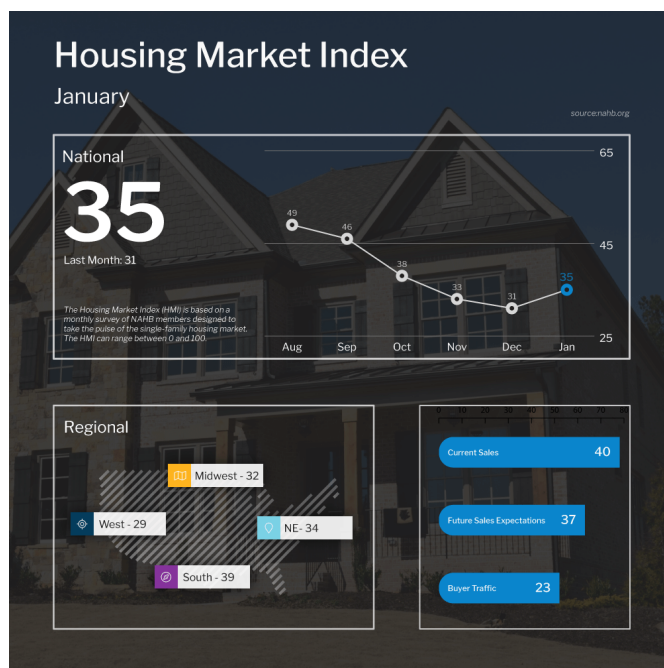 Housing Market Index
January
source:nahb.org
National
35
Last Month: 31
The Housing Market Index (HMI) is based on a
monthly survey of NAHB members designed to
take the pulse of the single-family housing market.
The HMI can range between 0 and 100.
65
45
25
49
46
38
33
31
35
Aug Sep Oct Nov Dec Jan
Regional
Midwest - 32
West - 29
NE- 34
South - 39
0 10 20 30 40 50 60 70 80
Current Sales 40
Future Sales Expectations 37
Buyer Traffic 23